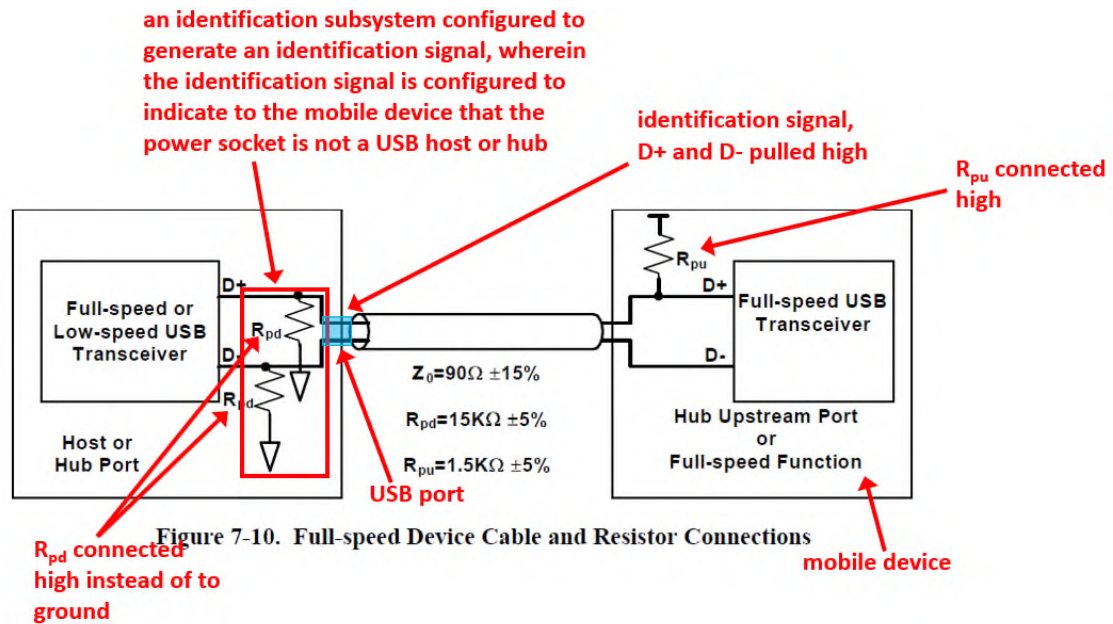 an identification subsystem configured to
generate an identification signal, wherein
the identification signal is configured to
indicate to the mobile device that the
power socket is not a USB host or hub
identification signal,
D+ and D- pulled high
Rpu connected
high
D+
Full-speed or
Low-speed USB
Transceiver
D-
Rpd
Rpd
Host or
Hub Port
Z0=90Ω ±15%
Rpd=15KΩ ±5%
Rpu=1.5KΩ ±5%
USB port
Rpu
D+
Full-speed USB
Transceiver
D-
Hub Upstream Port
or
Full-speed Function
Figure 7-10. Full-speed Device Cable and Resistor Connections
Rpd connected
high instead of to
ground
mobile device